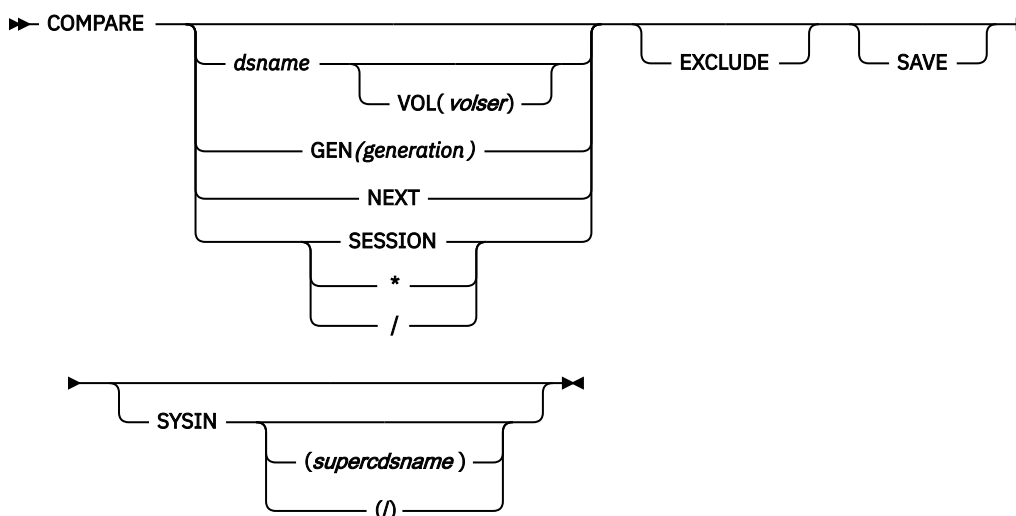 COMPARE
dsname EXCLUDE SAVE
VOL( volser)
GEN(generation)
NEXT
SESSION
*
/
SYSIN
(supercdsname)
(/)